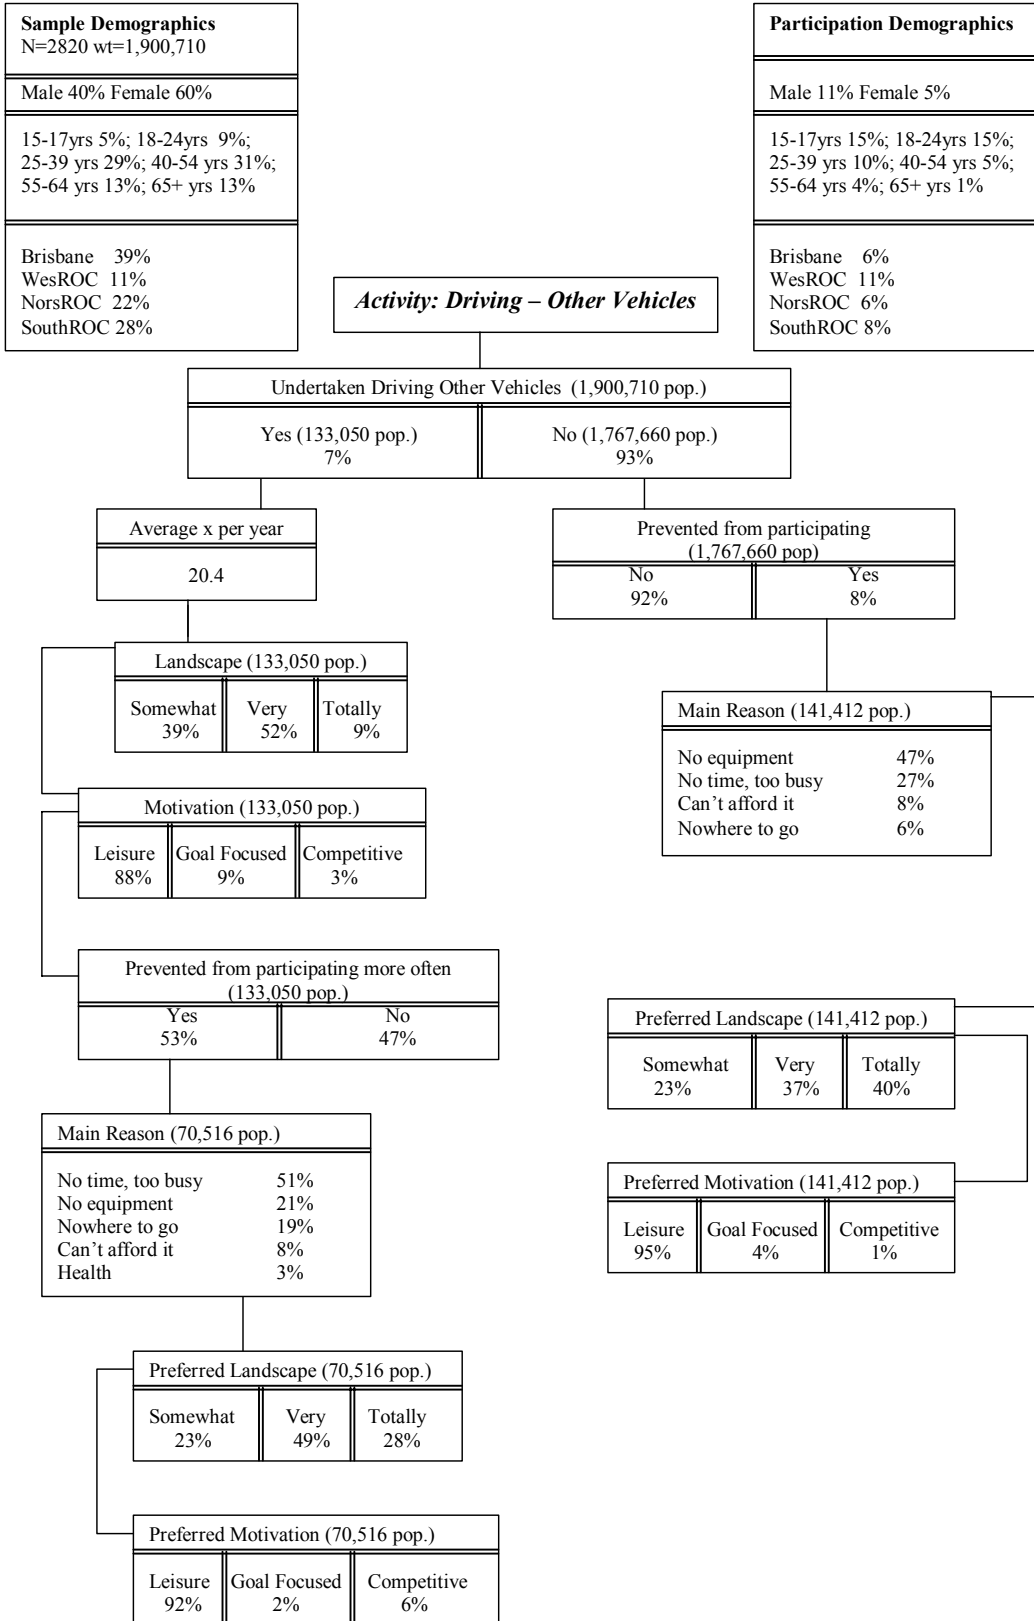 Sample Demographics
N=2820 wt=1,900,710
Male 40% Female 60%
15-17yrs 5%; 18-24yrs 9%;
25-39 yrs 29%; 40-54 yrs 31%;
55-64 yrs 13%; 65+ yrs 13%
Brisbane 39%
WesROC 11%
NorsROC 22%
SouthROC 28%
Participation Demographics
Male 11% Female 5%
15-17yrs 15%; 18-24yrs 15%;
25-39 yrs 10%; 40-54 yrs 5%;
55-64 yrs 4%; 65+ yrs 1%
Brisbane 6%
WesROC 11%
NorsROC 6%
SouthROC 8%
Activity: Driving – Other Vehicles
Undertaken Driving Other Vehicles (1,900,710 pop.)
Yes (133,050 pop.) No (1,767,660 pop.)
7% 93%
Average x per year
20.4
Prevented from participating
(1,767,660 pop)
No Yes
92% 8%
Landscape (133,050 pop.)
Somewhat Very Totally
39% 52% 9%
Main Reason (141,412 pop.)
No equipment 47%
No time, too busy 27%
Can't afford it 8%
Nowhere to go 6%
Motivation (133,050 pop.)
Leisure Goal Focused Competitive
88% 9% 3%
Prevented from participating more often
(133,050 pop.)
Yes No
53% 47%
Preferred Landscape (141,412 pop.)
Somewhat Very Totally
23% 37% 40%
Main Reason (70,516 pop.)
No time, too busy 51%
No equipment 21%
Nowhere to go 19%
Can't afford it 8%
Health 3%
Preferred Motivation (141,412 pop.)
Leisure Goal Focused Competitive
95% 4% 1%
Preferred Landscape (70,516 pop.)
Somewhat Very Totally
23% 49% 28%
Preferred Motivation (70,516 pop.)
Leisure Goal Focused Competitive
92% 2% 6%